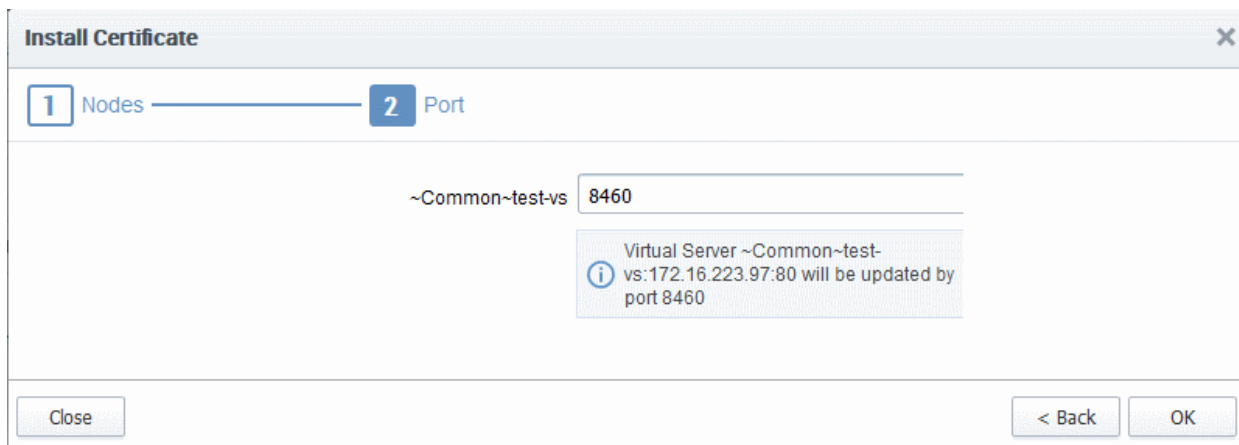 Install Certificate
1 Nodes 2 Port
~Common~test-vs 8460
Virtual Server ~Common~test-
vs:172.16.223.97:80 will be updated by
port 8460
Close < Back OK